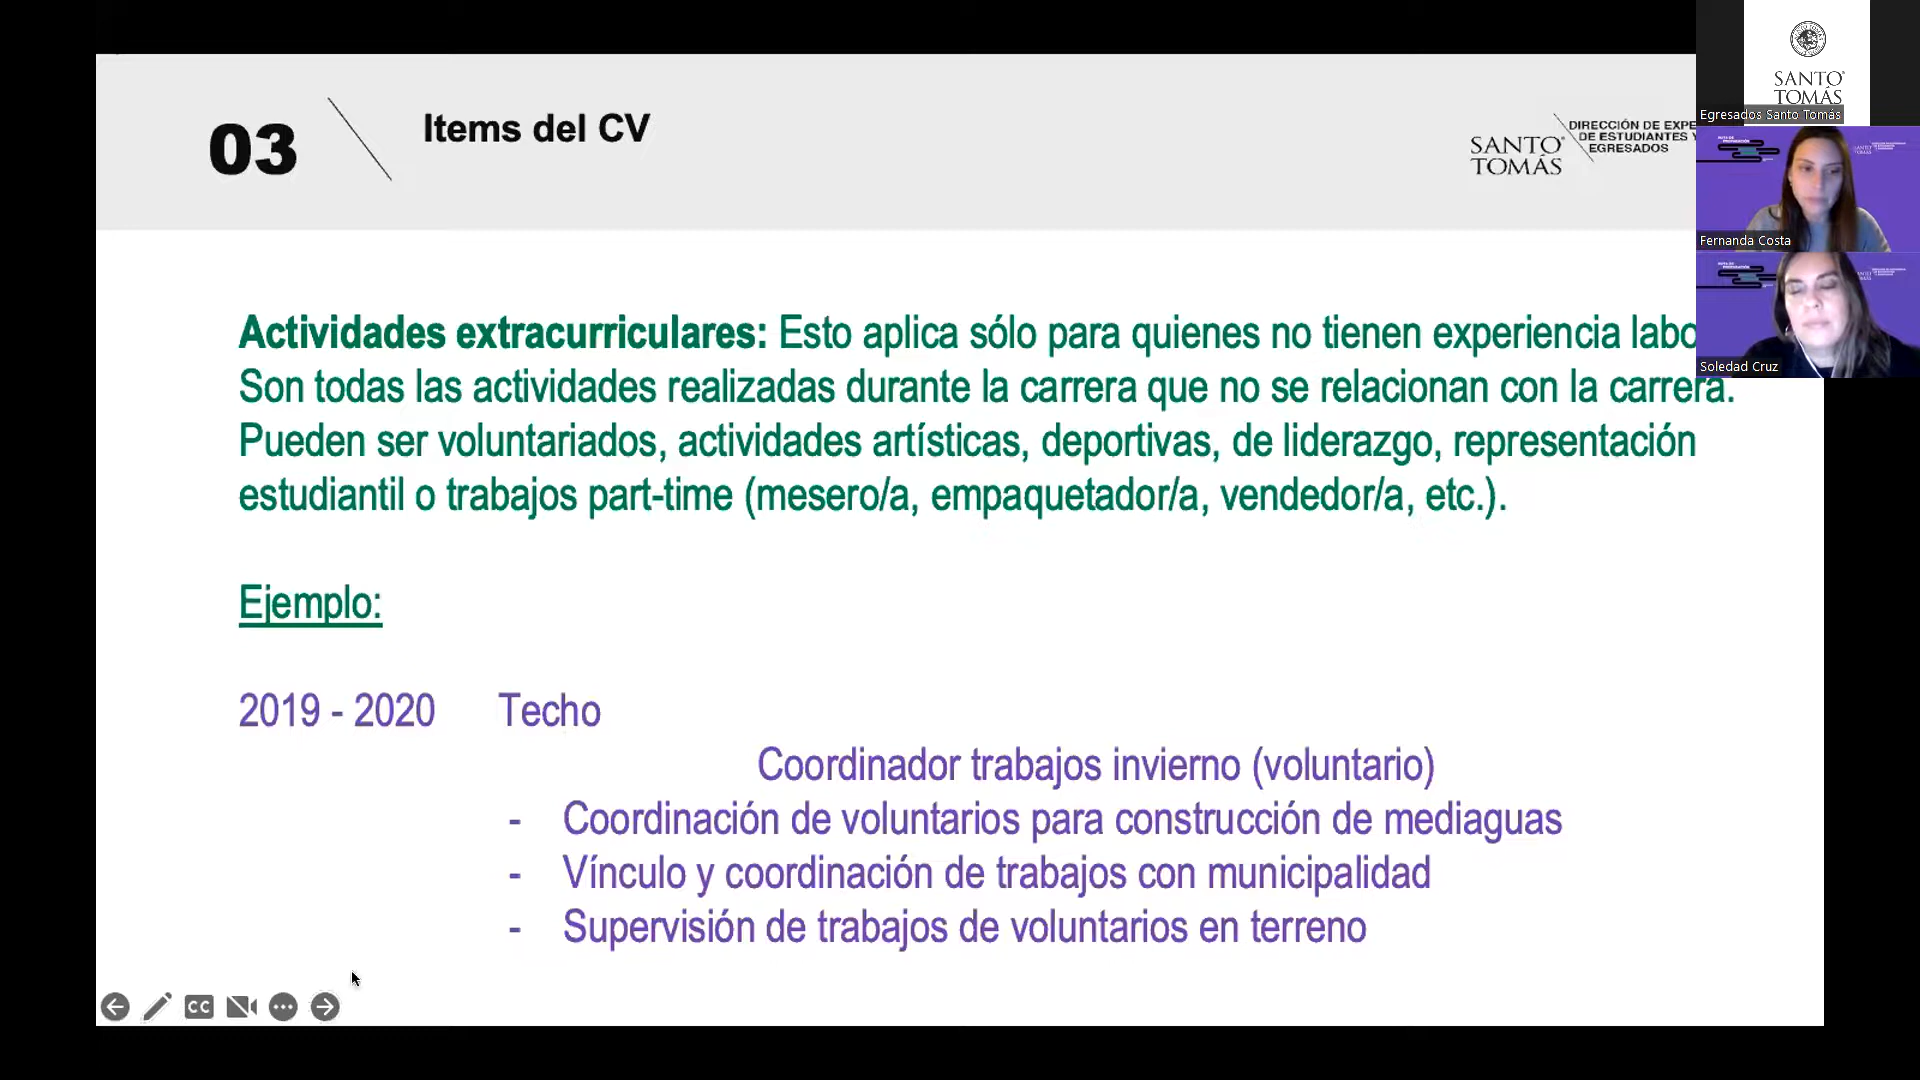 03
Items del CV
SANTO
TOMÁS
DIRECCIÓN DE EXPE
DE ESTUDIANTES Y
EGRESADOS
SANTO
TOMÁS
Egresados Santo Tomás
Fernanda Costa
Soledad Cruz
Actividades extracurriculares: Esto aplica sólo para quienes no tienen experiencia labo
Son todas las actividades realizadas durante la carrera que no se relacionan con la carrera.
Pueden ser voluntariados, actividades artísticas, deportivas, de liderazgo, representación
estudiantil o trabajos part-time (mesero/a, empaquetador/a, vendedor/a, etc.).
Ejemplo:
2019 - 2020 Techo
Coordinador trabajos invierno (voluntario)
- Coordinación de voluntarios para construcción de mediaguas
- Vínculo y coordinación de trabajos con municipalidad
- Supervisión de trabajos de voluntarios en terreno
CC